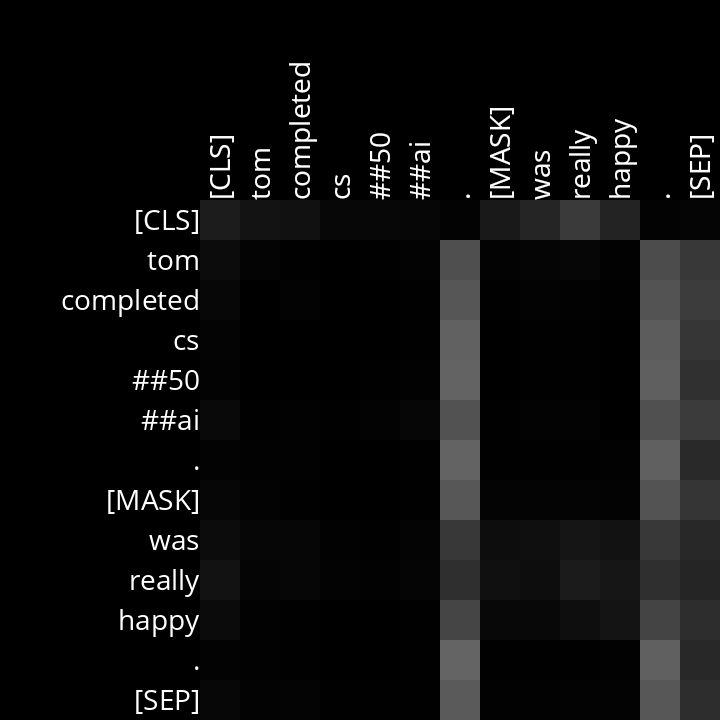 [CLS]
tom
completed
cs
##50
##ai
.
[MASK]
was
really
happy
.
[SEP]
[CLS]
tom
completed
cs
##50
##ai
.
[MASK]
was
really
happy
.
[SEP]